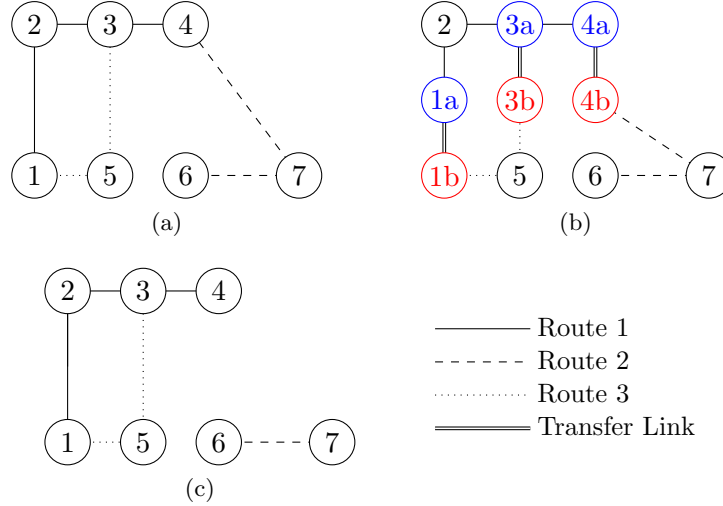 2 3 4
1 5 6 7
(a)
2 3a 4a
1a 3b 4b
1b 5 6 7
(b)
2 3 4
1 5 6 7
(c)
Route 1
Route 2
Route 3
Transfer Link